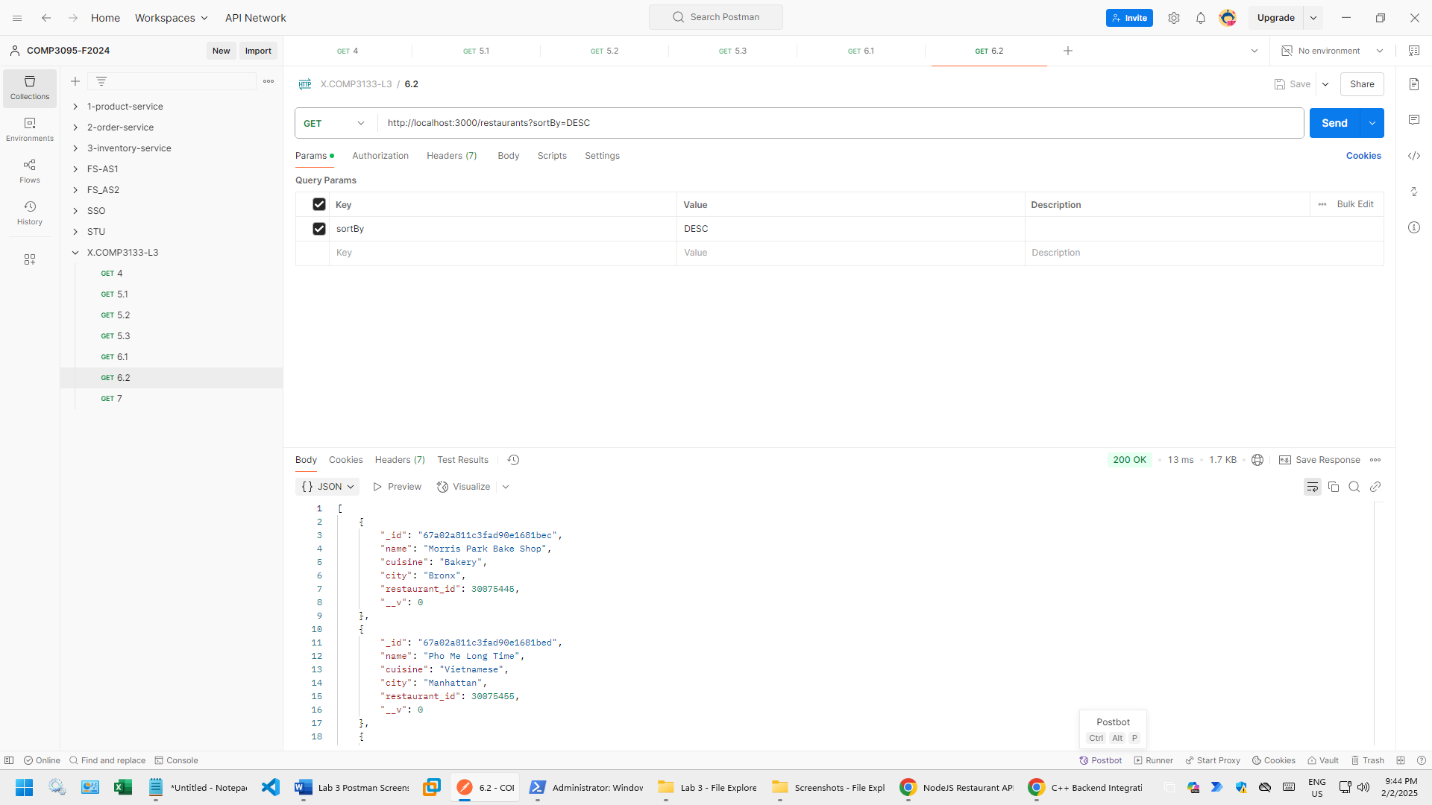 Home
Workspaces
API Network
Search Postman
Invite
Upgrade
COMP3095-F2024
New
Import
GET 4
GET 5.1
GET 5.2
GET 5.3
GET 6.1
GET 6.2
No environment
Collections
Environments
Flows
History
1-product-service
2-order-service
3-inventory-service
FS-AS1
FS_AS2
SSO
STU
X.COMP3133-L3
GET 4
GET 5.1
GET 5.2
GET 5.3
GET 6.1
GET 6.2
GET 7
HTTP X.COMP3133-L3 / 6.2
Save
Share
GET
http://localhost:3000/restaurants?sortBy=DESC
Send
Params
Authorization
Headers (7)
Body
Scripts
Settings
Cookies
Query Params
Key
Value
Description
Bulk Edit
sortBy
DESC
Key
Value
Description
Body
Cookies
Headers (7)
Test Results
200 OK
13 ms
1.7 KB
Save Response
{} JSON
Preview
Visualize
1 [
2 {
3 "_id": "67a02a811c3fad90e1681bec",
4 "name": "Morris Park Bake Shop",
5 "cuisine": "Bakery",
6 "city": "Bronx",
7 "restaurant_id": 30075445,
8 "__v": 0
9 },
10 {
11 "_id": "67a02a811c3fad90e1681bed",
12 "name": "Pho Me Long Time",
13 "cuisine": "Vietnamese",
14 "city": "Manhattan",
15 "restaurant_id": 30075455,
16 "__v": 0
17 },
18 {
Postbot
Ctrl Alt P
Online
Find and replace
Console
Postbot
Runner
Start Proxy
Cookies
Vault
Trash
*Untitled - Notepa
Lab 3 Postman Screens
6.2 - COI
Administrator: Window
Lab 3 - File Explore
Screenshots - File Expl
NodeJS Restaurant API
C++ Backend Integrati
ENG
US
9:44 PM
2/2/2025